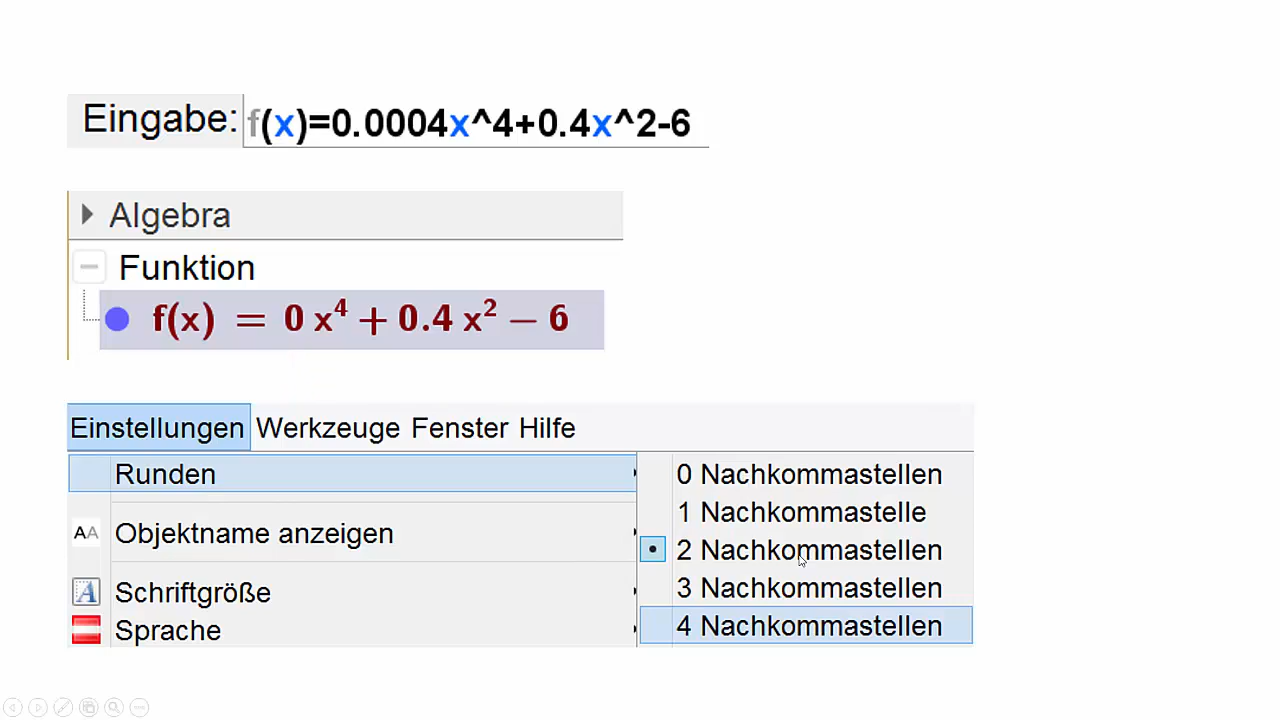 Eingabe: f(x)=0.0004x^4+0.4x^2-6
Algebra
Funktion
f(x) = 0 x⁴ + 0.4 x² − 6
Einstellungen Werkzeuge Fenster Hilfe
Runden
0 Nachkommastellen
1 Nachkommastelle
AA Objektname anzeigen
2 Nachkommastellen
3 Nachkommastellen
A Schriftgröße
4 Nachkommastellen
Sprache